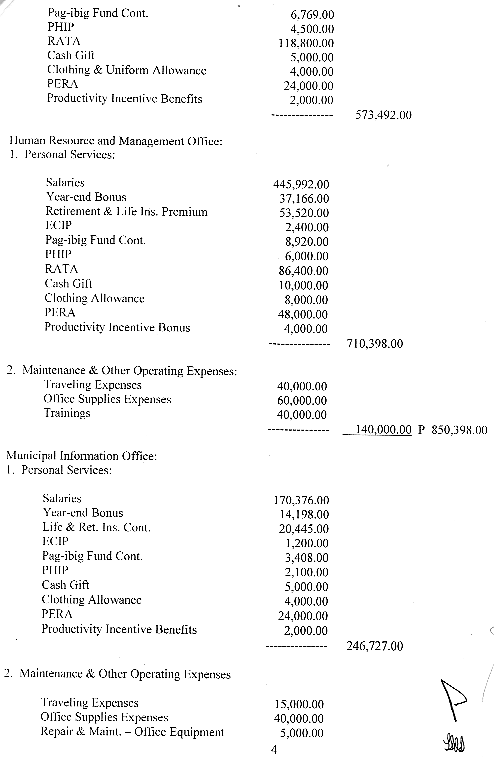 Pag-ibig Fund Cont. 6,769.00
PHIP 4,500.00
RATA 118,800.00
Cash Gift 5,000.00
Clothing & Uniform Allowance 4,000.00
PERA 24,000.00
Productivity Incentive Benefits 2,000.00
--------------- 573,492.00
Human Resource and Management Office:
1. Personal Services:
Salaries 445,992.00
Year-end Bonus 37,166.00
Retirement & Life Ins. Premium 53,520.00
ECIP 2,400.00
Pag-ibig Fund Cont. 8,920.00
PHIP 6,000.00
RATA 86,400.00
Cash Gift 10,000.00
Clothing Allowance 8,000.00
PERA 48,000.00
Productivity Incentive Bonus 4,000.00
--------------- 710,398.00
2. Maintenance & Other Operating Expenses:
Traveling Expenses 40,000.00
Office Supplies Expenses 60,000.00
Trainings 40,000.00
--------------- 140,000.00 P 850,398.00
Municipal Information Office:
1. Personal Services:
Salaries 170,376.00
Year-end Bonus 14,198.00
Life & Ret. Ins. Cont. 20,445.00
ECIP 1,200.00
Pag-ibig Fund Cont. 3,408.00
PHIP 2,100.00
Cash Gift 5,000.00
Clothing Allowance 4,000.00
PERA 24,000.00
Productivity Incentive Benefits 2,000.00
--------------- 246,727.00
2. Maintenance & Other Operating Expenses
Traveling Expenses 15,000.00
Office Supplies Expenses 40,000.00
Repair & Maint. – Office Equipment 5,000.00
4